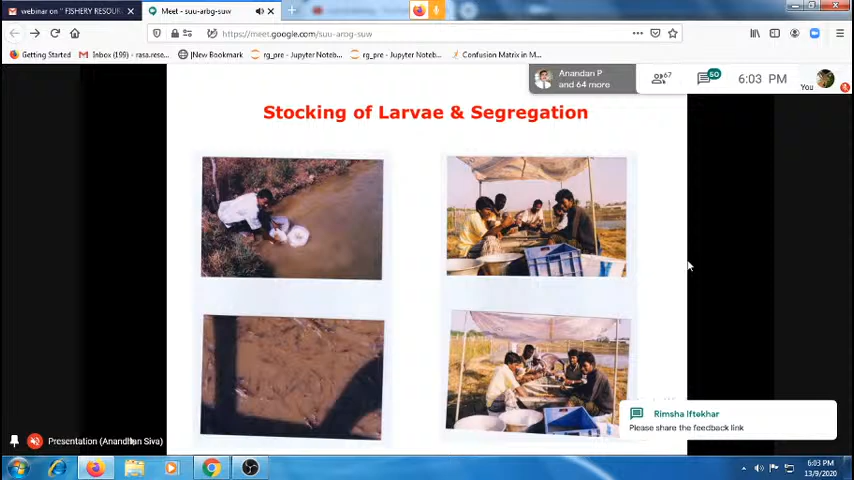 webinar on " FISHERY RESOUR
Meet - suu-arbg-suw
https://meet.google.com/suu-arbg-suw
Getting Started
Inbox (199) - rasa.rese...
|New Bookmark
rg_pre - Jupyter Noteb...
rg_pre - Jupyter Noteb...
Confusion Matrix in M...
Anandan P
and 64 more
67
50
6:03 PM
You
Stocking of Larvae & Segregation
Rimsha Iftekhar
Please share the feedback link
Presentation (Anandhan Siva)
6:03 PM
13/9/2020